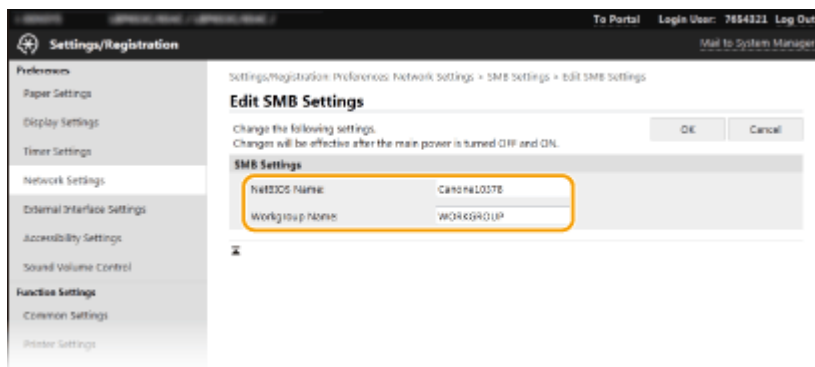 To Portal Login User: 7654321 Log Out
Settings/Registration
Mail to System Manager
Preferences
Paper Settings
Display Settings
Timer Settings
Network Settings
External Interface Settings
Accessibility Settings
Sound Volume Control
Function Settings
Common Settings
Printer Settings
Settings/Registration: Preferences: Network Settings > SMB Settings > Edit SMB Settings
Edit SMB Settings
Change the following settings.
Changes will be effective after the main power is turned OFF and ON.
OK Cancel
SMB Settings
NetBIOS Name: Canone10378
Workgroup Name: WORKGROUP